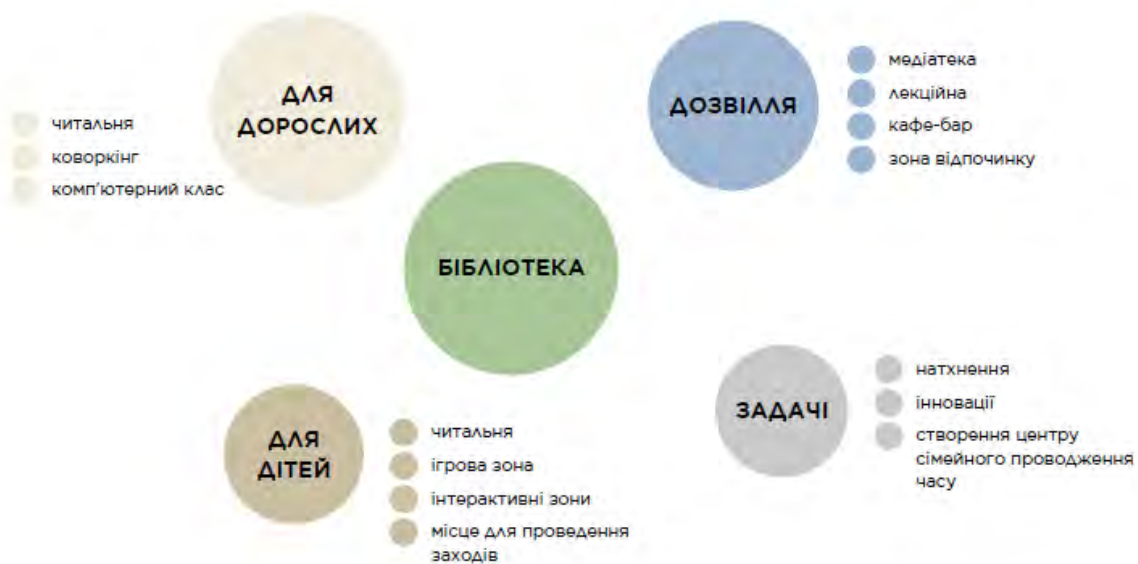 ДЛЯ
ДОРОСЛИХ
читальня
коворкінг
комп'ютерний клас
ДОЗВІЛЛЯ
медіатека
лекційна
кафе-бар
зона відпочинку
БІБЛІОТЕКА
ДЛЯ
ДІТЕЙ
читальня
ігрова зона
інтерактивні зони
місце для проведення
заходів
ЗАДАЧІ
натхнення
інновації
створення центру
сімейного проводження
часу